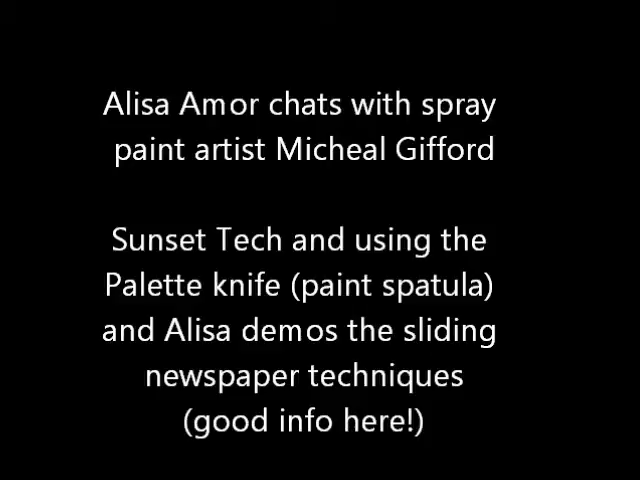 Alisa Amor chats with spray
paint artist Micheal Gifford
Sunset Tech and using the
Palette knife (paint spatula)
and Alisa demos the sliding
newspaper techniques
(good info here!)